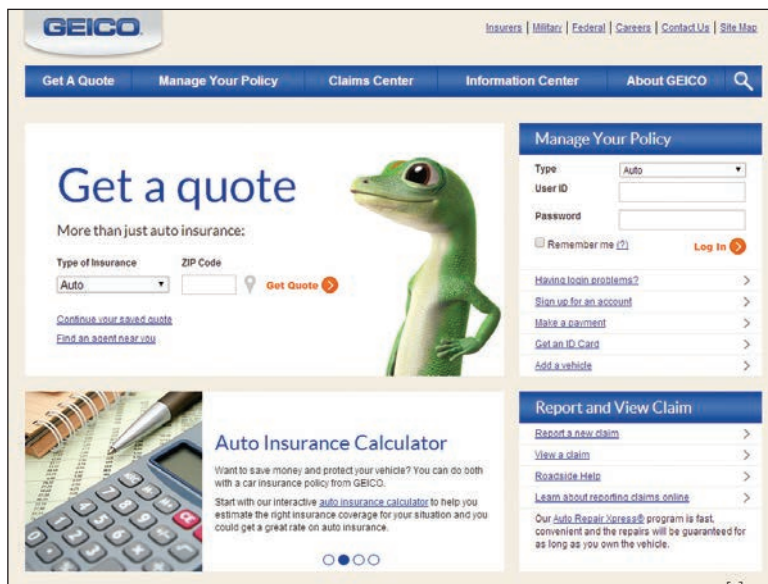 GEICO
Insurers | Military | Federal | Careers | Contact Us | Site Map
Get A Quote Manage Your Policy Claims Center Information Center About GEICO
Get a quote
More than just auto insurance:
Type of Insurance ZIP Code
Auto Get Quote
Continue your saved quote
Find an agent near you
Manage Your Policy
Type Auto
User ID
Password
Remember me (?) Log In
Having login problems?
Sign up for an account
Make a payment
Get an ID Card
Add a vehicle
Auto Insurance Calculator
Want to save money and protect your vehicle? You can do both
with a car insurance policy from GEICO.
Start with our interactive auto insurance calculator to help you
estimate the right insurance coverage for your situation and you
could get a great rate on auto insurance.
Report and View Claim
Report a new claim
View a claim
Roadside Help
Learn about reporting claims online
Our Auto Repair Xpress® program is fast,
convenient and the repairs will be guaranteed for
as long as you own the vehicle.